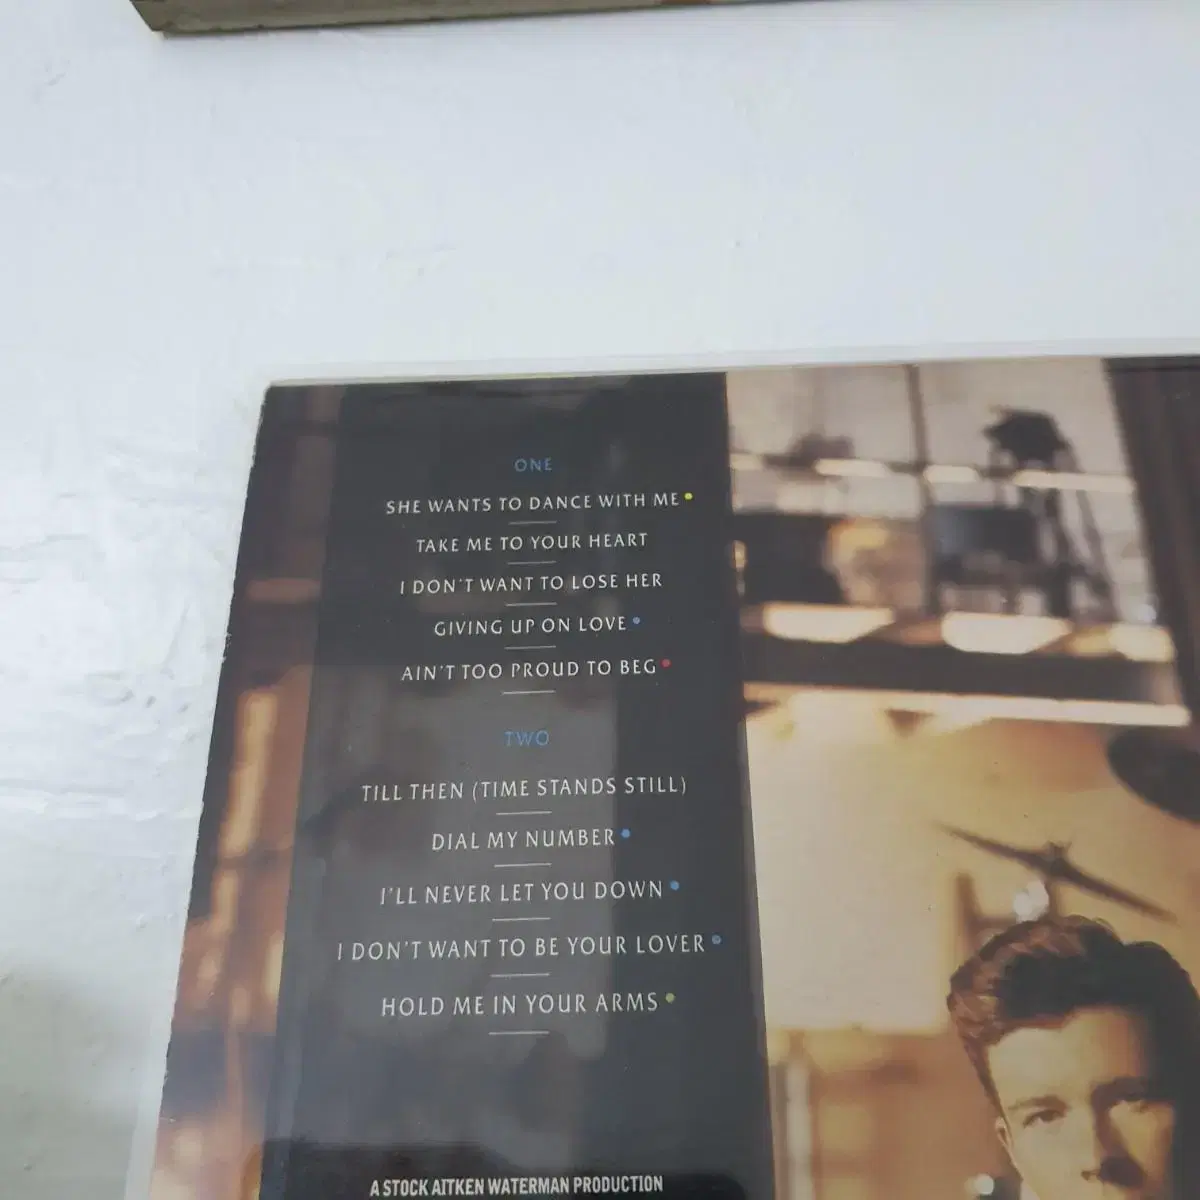 ONE
SHE WANTS TO DANCE WITH ME
TAKE ME TO YOUR HEART
I DON'T WANT TO LOSE HER
GIVING UP ON LOVE
AIN'T TOO PROUD TO BEG
TWO
TILL THEN (TIME STANDS STILL)
DIAL MY NUMBER
I'LL NEVER LET YOU DOWN
I DON'T WANT TO BE YOUR LOVER
HOLD ME IN YOUR ARMS
A STOCK AITKEN WATERMAN PRODUCTION